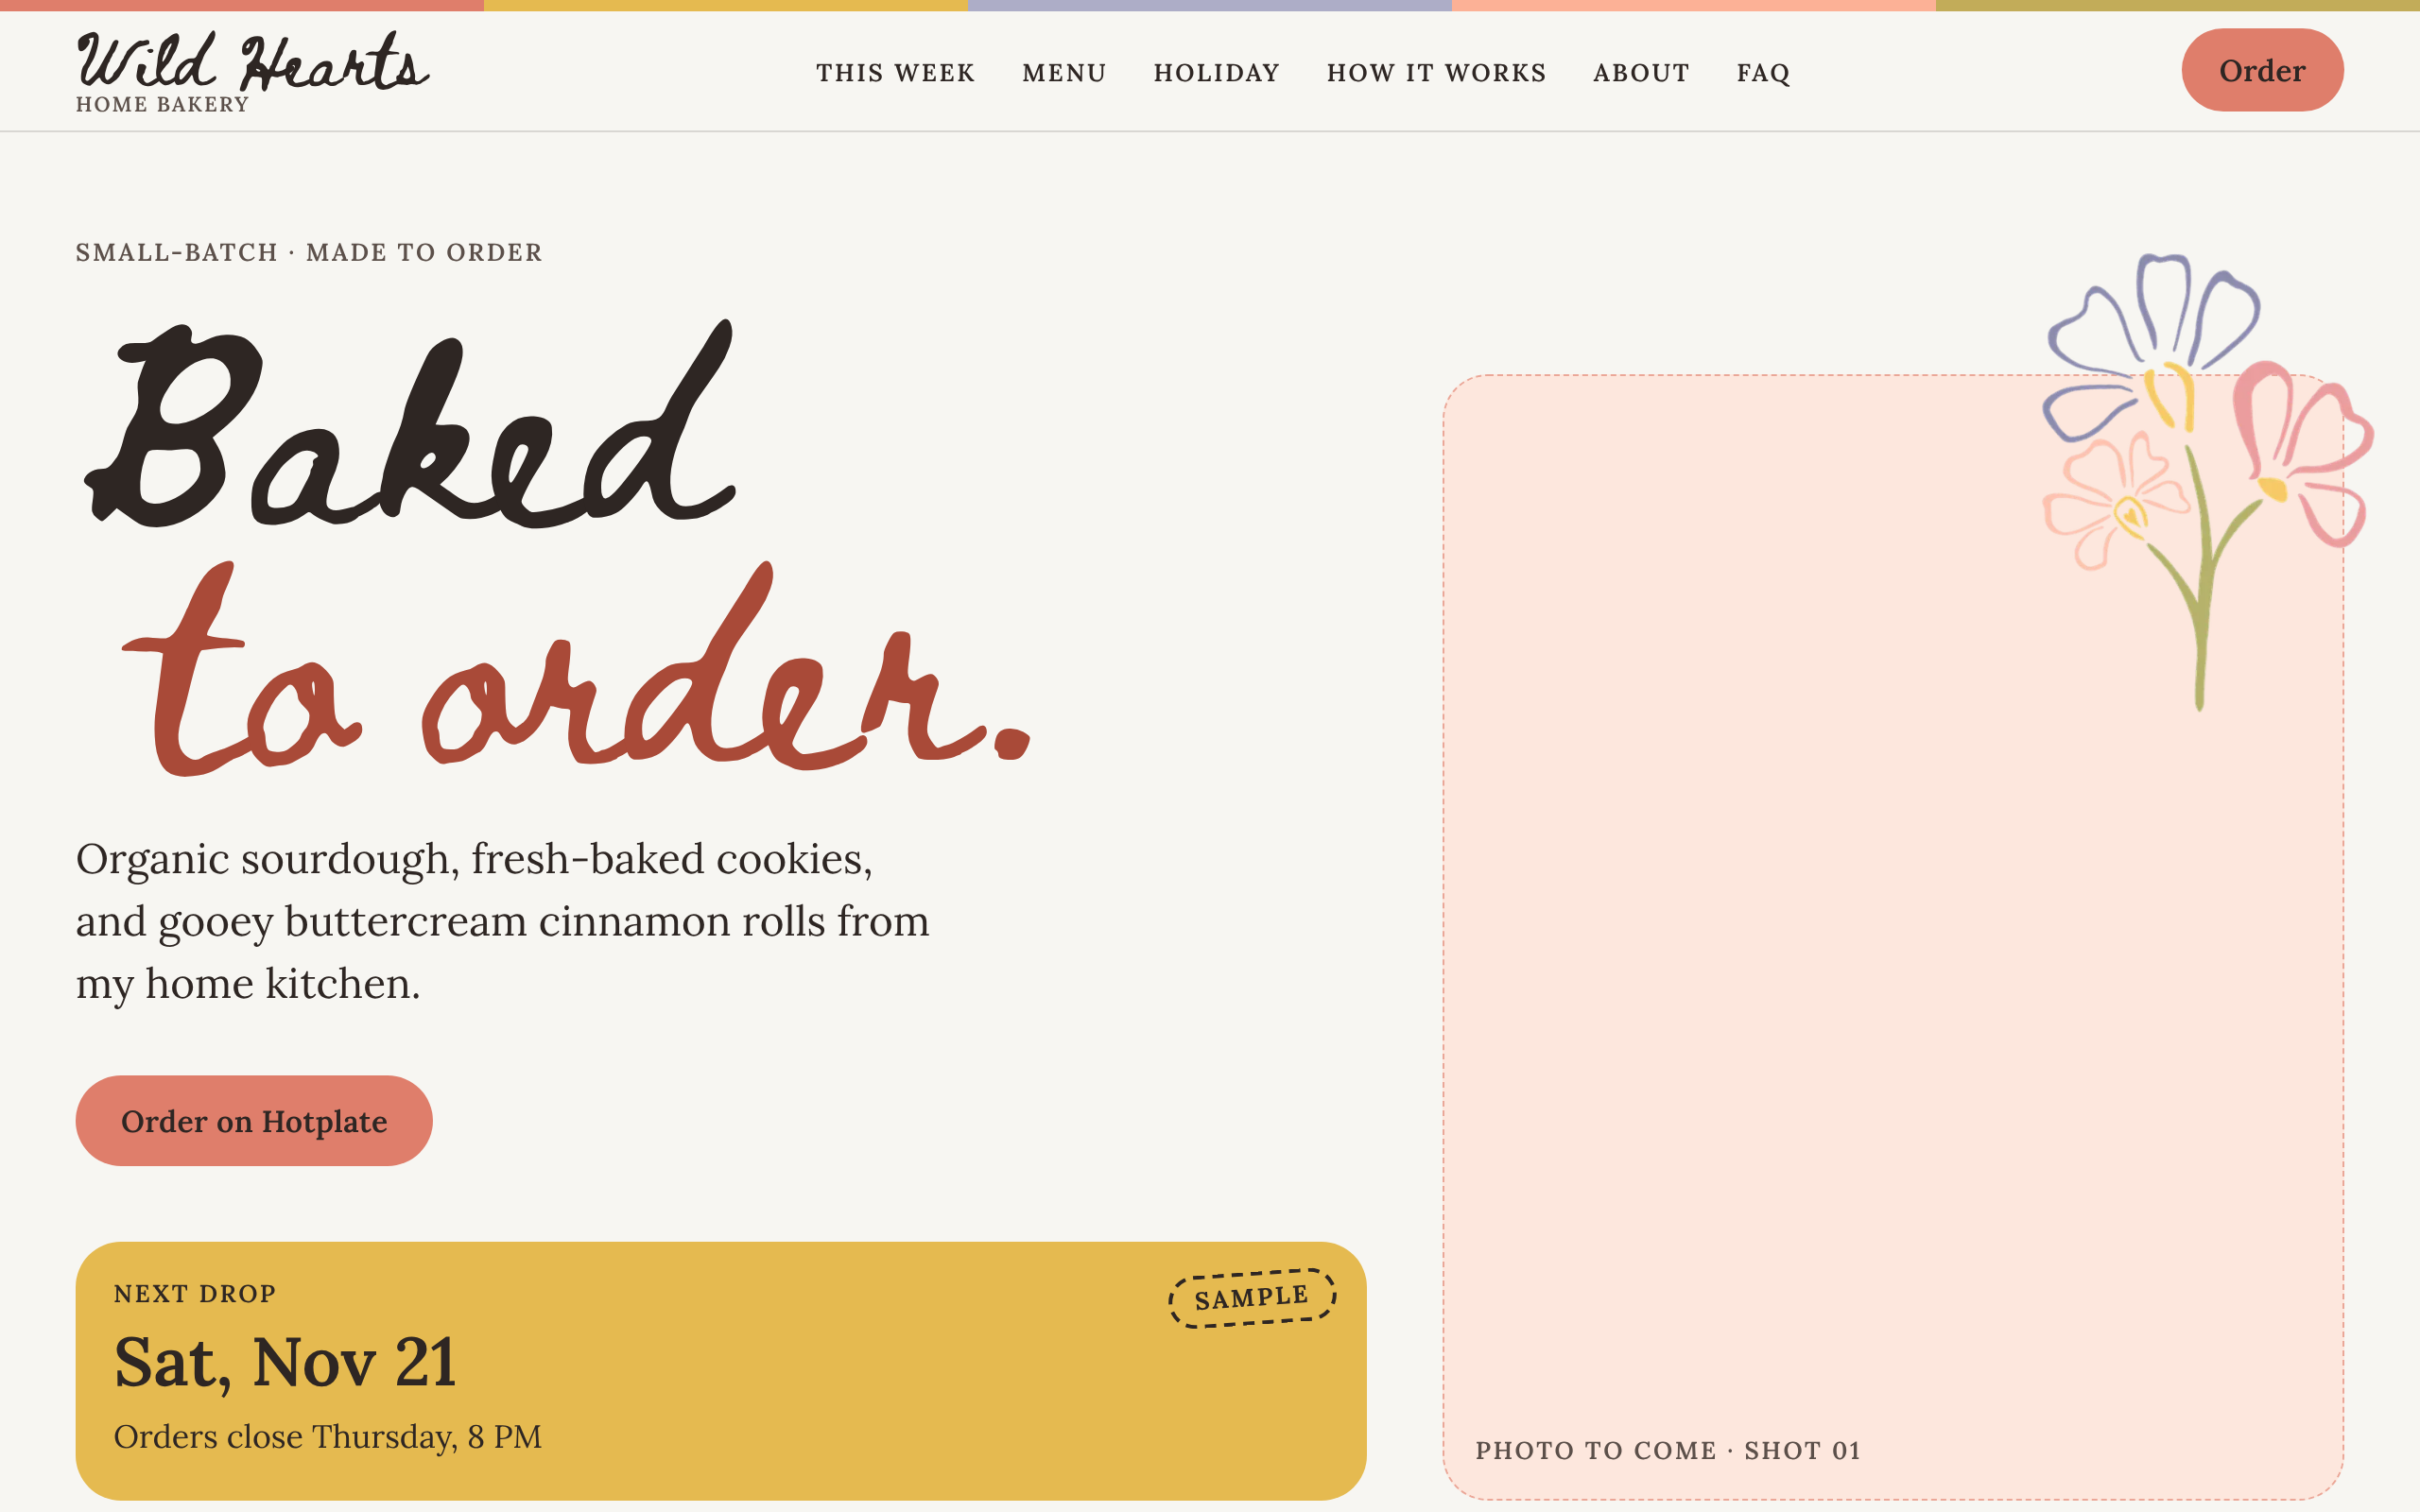 Wild Hearts
HOME BAKERY
THIS WEEK MENU HOLIDAY HOW IT WORKS ABOUT FAQ
Order
SMALL-BATCH · MADE TO ORDER
Baked
to order.
Organic sourdough, fresh-baked cookies,
and gooey buttercream cinnamon rolls from
my home kitchen.
Order on Hotplate
NEXT DROP
SAMPLE
Sat, Nov 21
Orders close Thursday, 8 PM
PHOTO TO COME · SHOT 01